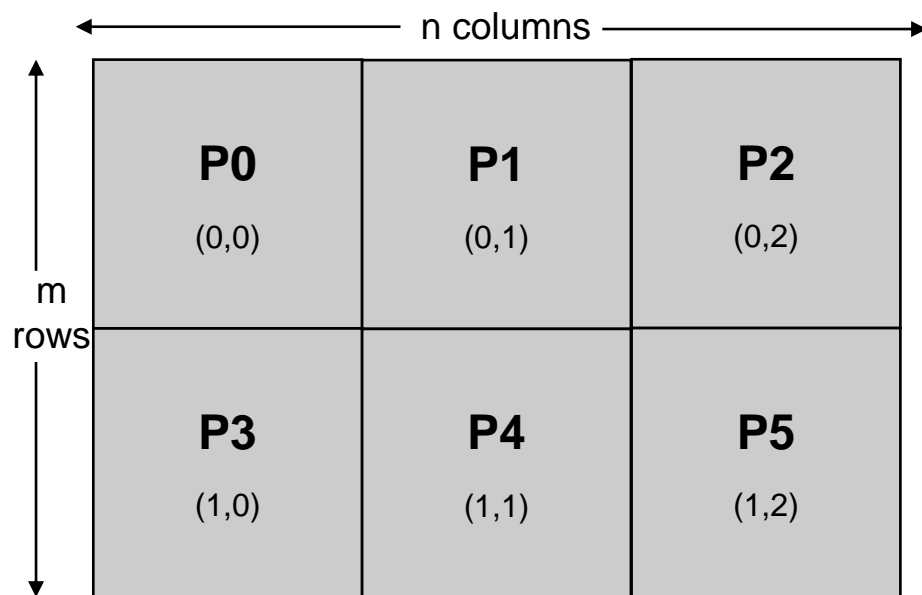 n columns
P0 P1 P2
(0,0) (0,1) (0,2)
m
rows
P3 P4 P5
(1,0) (1,1) (1,2)